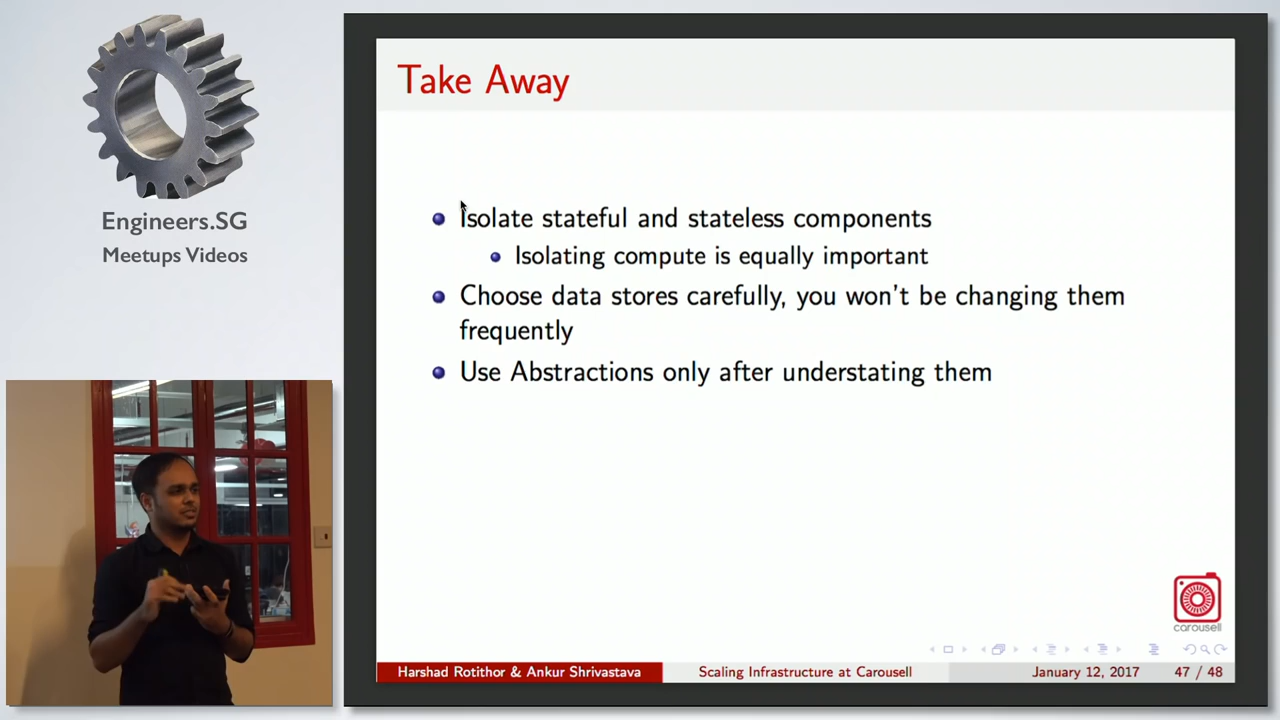 Engineers.SG
Meetups Videos
Take Away
Isolate stateful and stateless components
Isolating compute is equally important
Choose data stores carefully, you won't be changing them
frequently
Use Abstractions only after understating them
carousell
Harshad Rotithor & Ankur Shrivastava
Scaling Infrastructure at Carousell
January 12, 2017
47 / 48